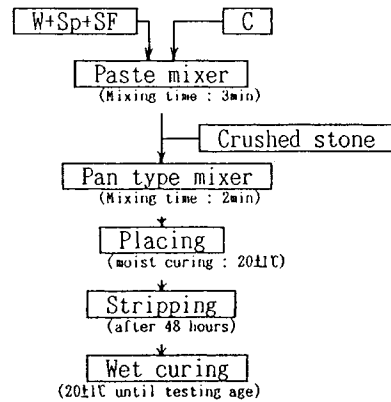 W+Sp+SF
C
Paste mixer
(Mixing time : 3min)
Crushed stone
Pan type mixer
(Mixing time : 2min)
Placing
(moist curing : 20±1℃)
Stripping
(after 48 hours)
Wet curing
(20±1℃ until testing age)